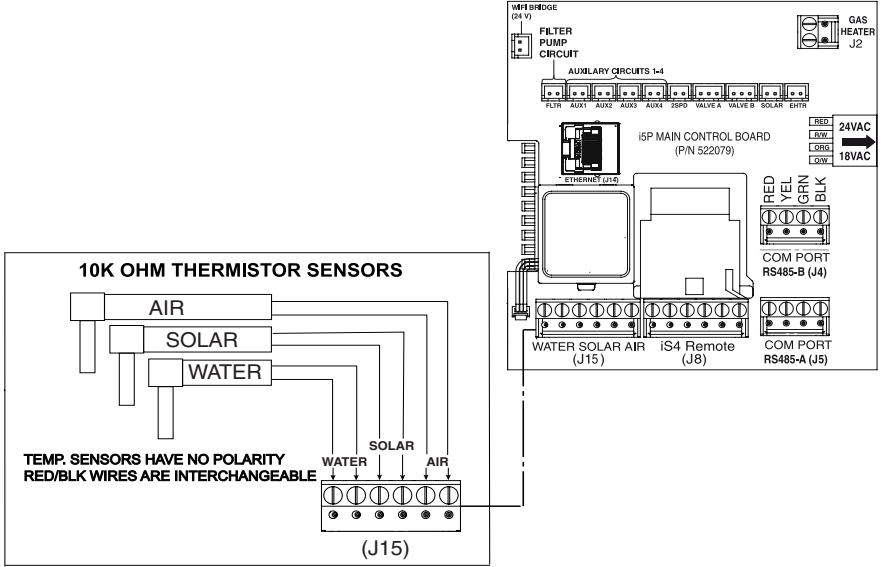 WIFI BRIDGE
(24 V)
FILTER
PUMP
CIRCUIT
GAS
HEATER
J2
AUXILARY CIRCUITS 1-4
FLTR AUX1 AUX2 AUX3 AUX4 2SPD VALVE A VALVE B SOLAR EHTR
i5P MAIN CONTROL BOARD
(P/N 522079)
RED
R/W
ORG
O/W
24VAC
18VAC
ETHERNET (J14)
RED
YEL
GRN
BLK
COM PORT
RS485-B (J4)
WATER SOLAR AIR
(J15)
iS4 Remote
(J8)
COM PORT
RS485-A (J5)
10K OHM THERMISTOR SENSORS
AIR
SOLAR
WATER
TEMP. SENSORS HAVE NO POLARITY
RED/BLK WIRES ARE INTERCHANGEABLE
WATER
SOLAR
AIR
(J15)